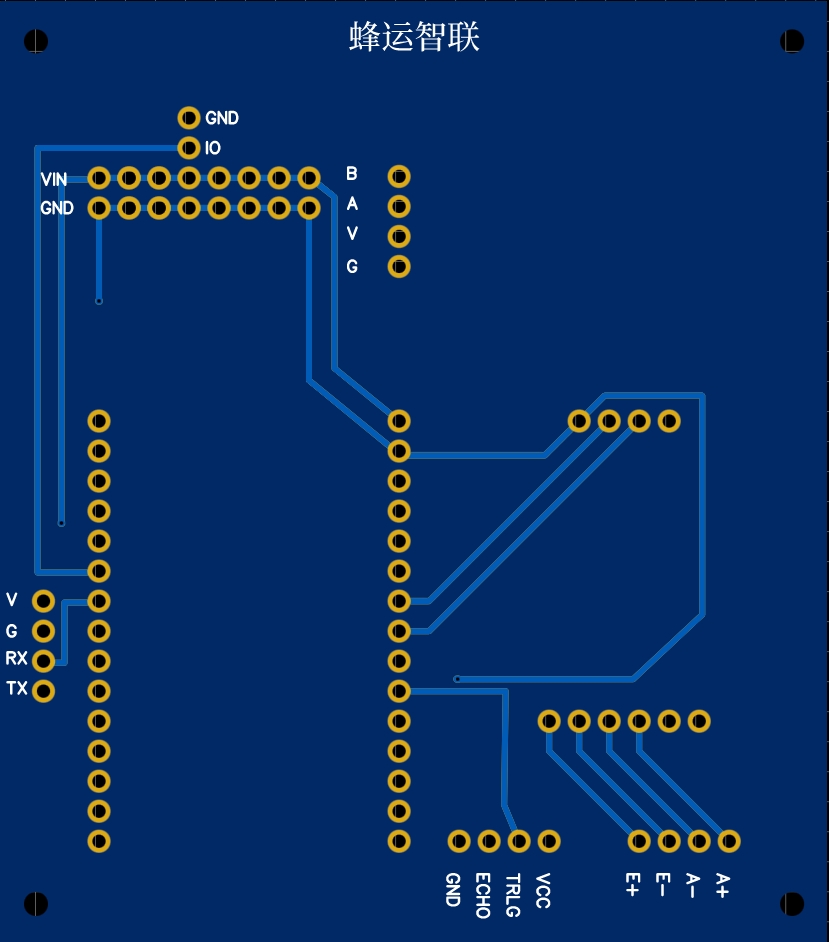 蜂运智联
GND
IO
VIN
GND
B
A
V
G
V
G
RX
TX
GND
ECHO
TRLG
VCC
E+
E-
A-
A+